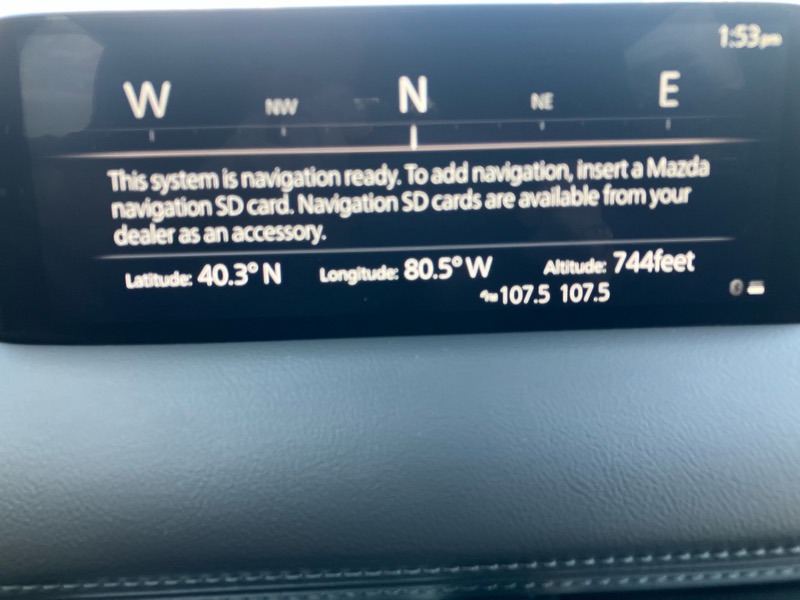 1:53pm
W NW N NE E
This system is navigation ready. To add navigation, insert a Mazda
navigation SD card. Navigation SD cards are available from your
dealer as an accessory.
Latitude: 40.3° N Longitude: 80.5° W Altitude: 744feet
107.5 107.5